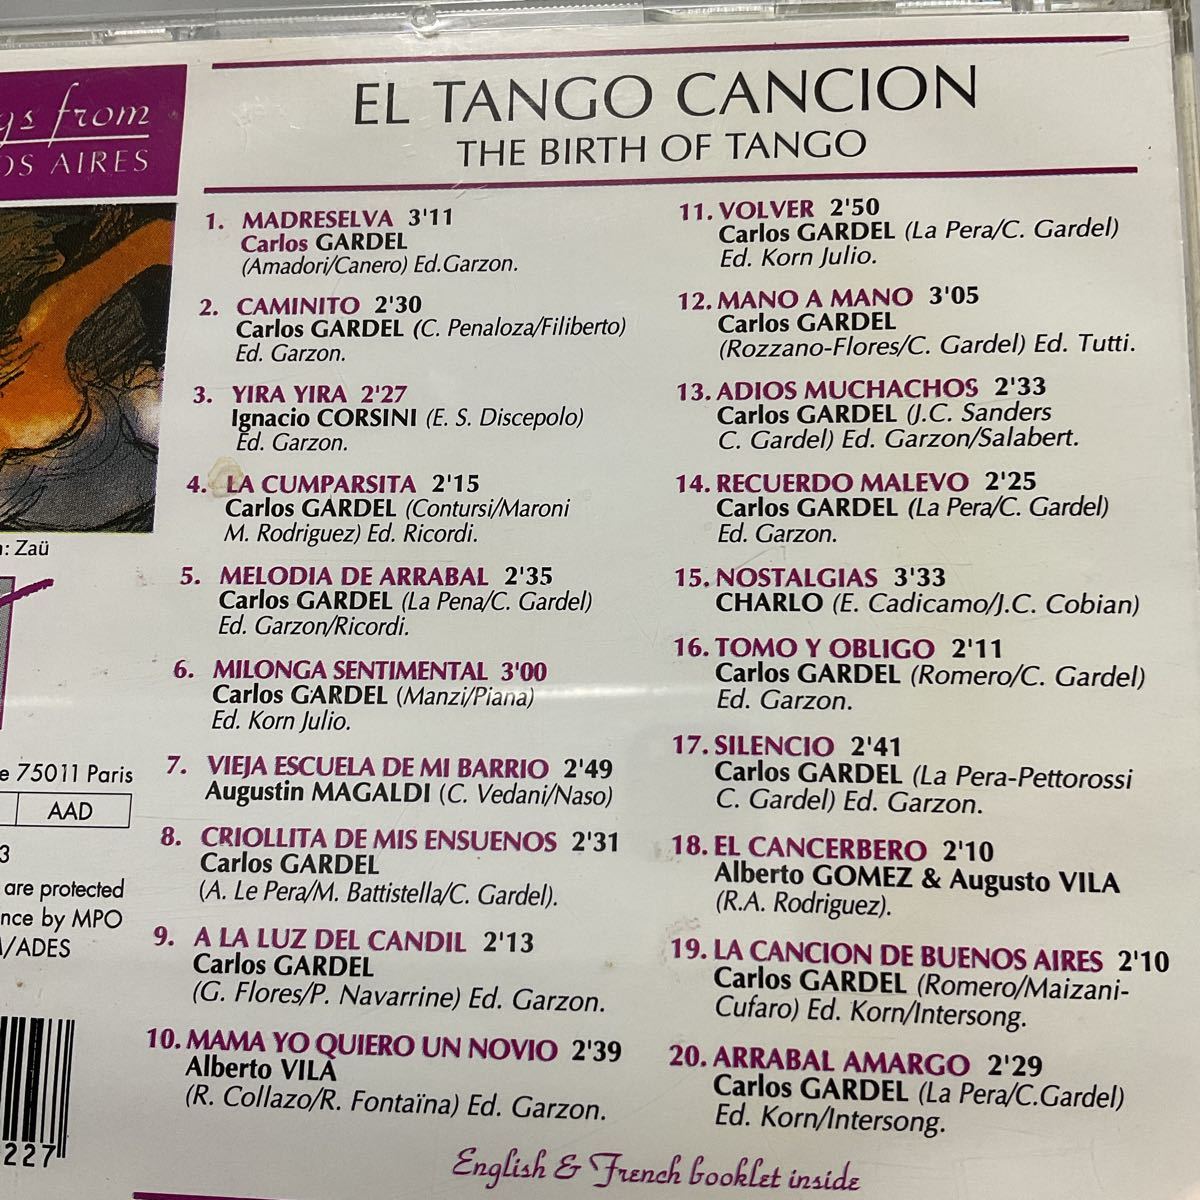 EL TANGO CANCION
THE BIRTH OF TANGO
from
AIRES
: Zaü
75011 Paris
AAD
3
are protected
by MPO
/ADES
227
1. MADRESELVA 3'11
Carlos GARDEL
(Amadori/Canero) Ed.Garzon.
2. CAMINITO 2'30
Carlos GARDEL (C. Penaloza/Filiberto)
Ed. Garzon.
3. YIRA YIRA 2'27
Ignacio CORSINI (E. S. Discepolo)
Ed. Garzon.
4. LA CUMPARSITA 2'15
Carlos GARDEL (Contursi/Maroni
M. Rodriguez) Ed. Ricordi.
5. MELODIA DE ARRABAL 2'35
Carlos GARDEL (La Pena/C. Gardel)
Ed. Garzon/Ricordi.
6. MILONGA SENTIMENTAL 3'00
Carlos GARDEL (Manzi/Piana)
Ed. Korn Julio.
7. VIEJA ESCUELA DE MI BARRIO 2'49
Augustin MAGALDI (C. Vedani/Naso)
8. CRIOLLITA DE MIS ENSUENOS 2'31
Carlos GARDEL
(A. Le Pera/M. Battistella/C. Gardel).
9. A LA LUZ DEL CANDIL 2'13
Carlos GARDEL
(G. Flores/P. Navarrine) Ed. Garzon.
10. MAMA YO QUIERO UN NOVIO 2'39
Alberto VILA
(R. Collazo/R. Fontaïna) Ed. Garzon.
11. VOLVER 2'50
Carlos GARDEL (La Pera/C. Gardel)
Ed. Korn Julio.
12. MANO A MANO 3'05
Carlos GARDEL
(Rozzano-Flores/C. Gardel) Ed. Tutti.
13. ADIOS MUCHACHOS 2'33
Carlos GARDEL (J.C. Sanders
C. Gardel) Ed. Garzon/Salabert.
14. RECUERDO MALEVO 2'25
Carlos GARDEL (La Pera/C. Gardel)
Ed. Garzon.
15. NOSTALGIAS 3'33
CHARLO (E. Cadicamo/J.C. Cobian)
16. TOMO Y OBLIGO 2'11
Carlos GARDEL (Romero/C. Gardel)
Ed. Garzon.
17. SILENCIO 2'41
Carlos GARDEL (La Pera-Pettorossi
C. Gardel) Ed. Garzon.
18. EL CANCERBERO 2'10
Alberto GOMEZ & Augusto VILA
(R.A. Rodriguez).
19. LA CANCION DE BUENOS AIRES 2'10
Carlos GARDEL (Romero/Maizani-
Cufaro) Ed. Korn/Intersong.
20. ARRABAL AMARGO 2'29
Carlos GARDEL (La Pera/C.Gardel)
Ed. Korn/Intersong.
English & French booklet inside